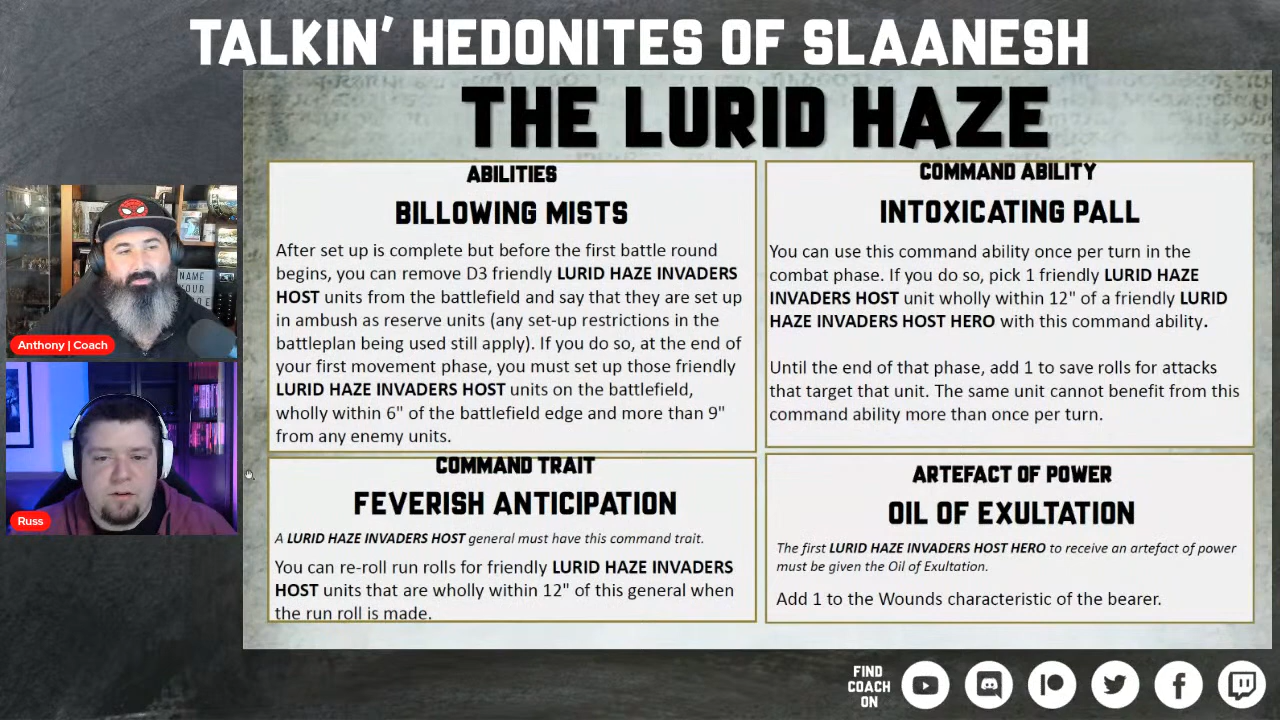 TALKIN' HEDONITES OF SLAANESH
THE LURID HAZE
ABILITIES
BILLOWING MISTS
After set up is complete but before the first battle round
begins, you can remove D3 friendly LURID HAZE INVADERS
HOST units from the battlefield and say that they are set up
in ambush as reserve units (any set-up restrictions in the
battleplan being used still apply). If you do so, at the end of
your first movement phase, you must set up those friendly
LURID HAZE INVADERS HOST units on the battlefield,
wholly within 6" of the battlefield edge and more than 9"
from any enemy units.
COMMAND ABILITY
INTOXICATING PALL
You can use this command ability once per turn in the
combat phase. If you do so, pick 1 friendly LURID HAZE
INVADERS HOST unit wholly within 12" of a friendly LURID
HAZE INVADERS HOST HERO with this command ability.
Until the end of that phase, add 1 to save rolls for attacks
that target that unit. The same unit cannot benefit from this
command ability more than once per turn.
COMMAND TRAIT
FEVERISH ANTICIPATION
A LURID HAZE INVADERS HOST general must have this command trait.
You can re-roll run rolls for friendly LURID HAZE INVADERS
HOST units that are wholly within 12" of this general when
the run roll is made.
ARTEFACT OF POWER
OIL OF EXULTATION
The first LURID HAZE INVADERS HOST HERO to receive an artefact of power
must be given the Oil of Exultation.
Add 1 to the Wounds characteristic of the bearer.
NAME
YOUR
Anthony | Coach
Russ
FIND
COACH
ON